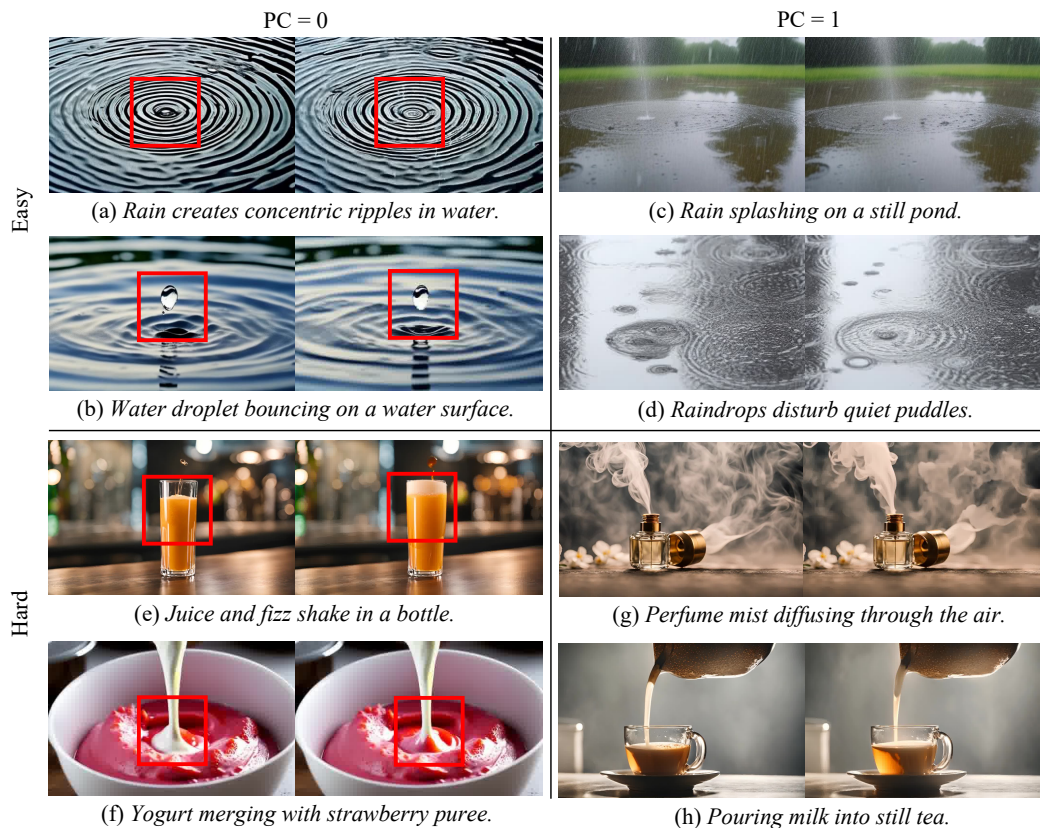 PC = 0
PC = 1
Easy
(a) Rain creates concentric ripples in water.
(c) Rain splashing on a still pond.
(b) Water droplet bouncing on a water surface.
(d) Raindrops disturb quiet puddles.
Hard
(e) Juice and fizz shake in a bottle.
(g) Perfume mist diffusing through the air.
(f) Yogurt merging with strawberry puree.
(h) Pouring milk into still tea.